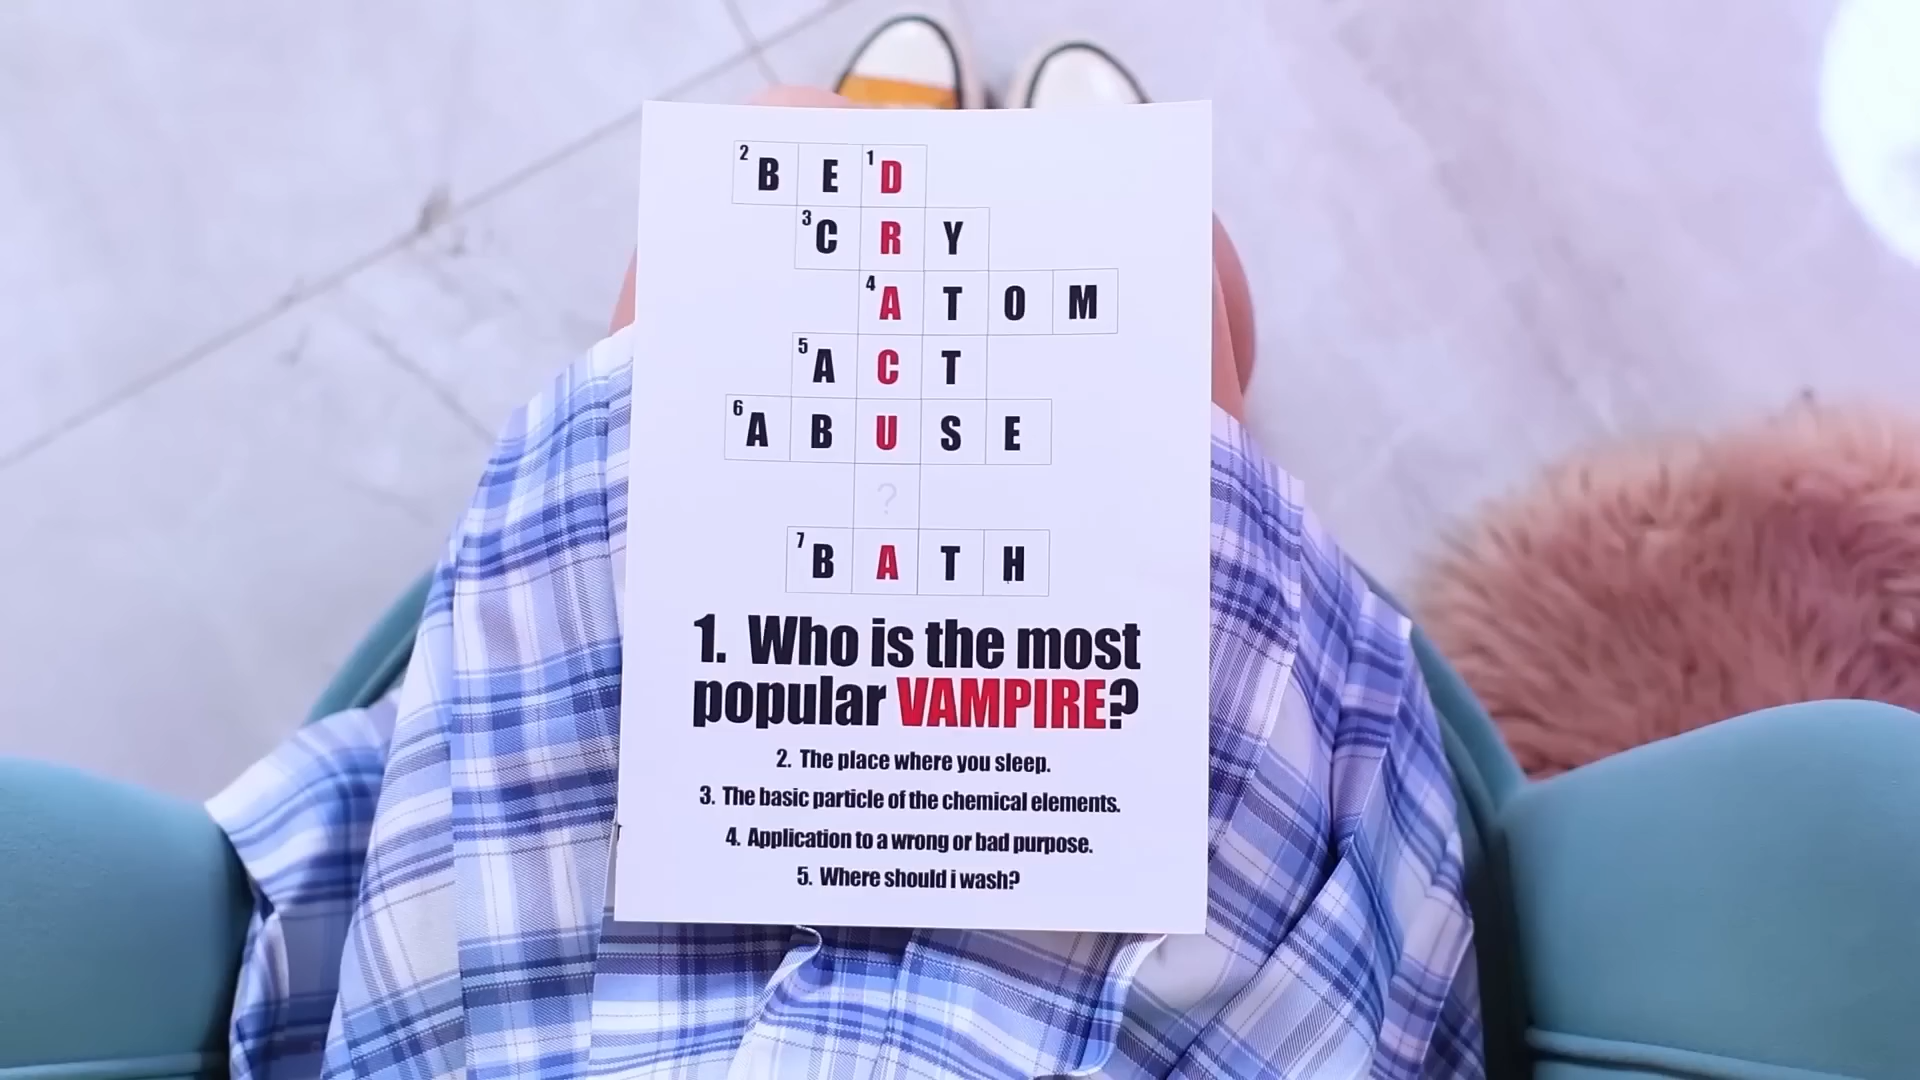 2 B E 1 D
3 C R Y
4 A T O M
5 A C T
6 A B U S E
?
7 B A T H
1. Who is the most
popular VAMPIRE?
2. The place where you sleep.
3. The basic particle of the chemical elements.
4. Application to a wrong or bad purpose.
5. Where should i wash?